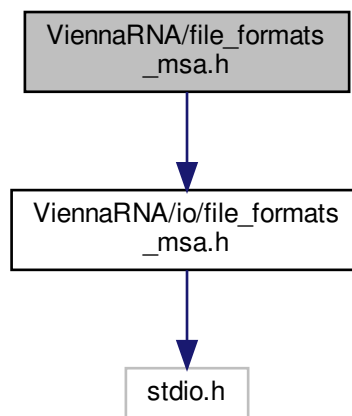 ViennaRNA/file_formats
_msa.h
ViennaRNA/io/file_formats
_msa.h
stdio.h